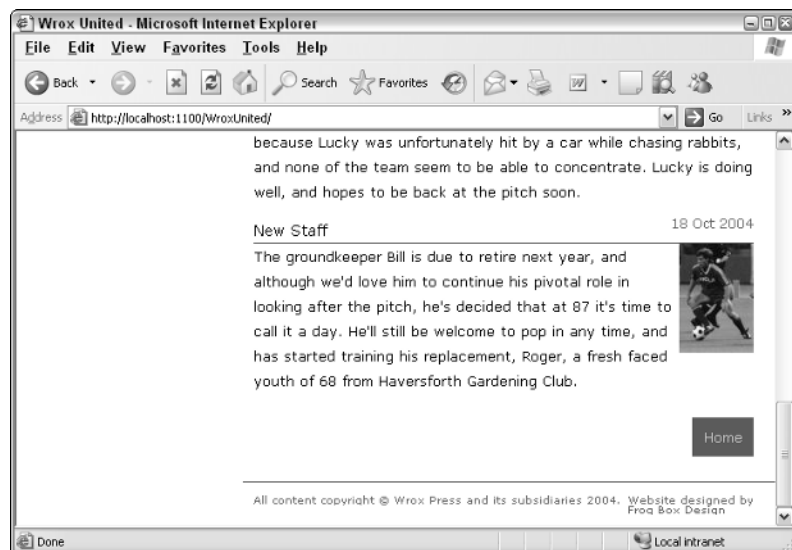 Wrox United - Microsoft Internet Explorer
File Edit View Favorites Tools Help
Back Search Favorites
Address http://localhost:1100/WroxUnited/ Go Links »
because Lucky was unfortunately hit by a car while chasing rabbits,
and none of the team seem to be able to concentrate. Lucky is doing
well, and hopes to be back at the pitch soon.
New Staff 18 Oct 2004
The groundkeeper Bill is due to retire next year, and
although we'd love him to continue his pivotal role in
looking after the pitch, he's decided that at 87 it's time to
call it a day. He'll still be welcome to pop in any time, and
has started training his replacement, Roger, a fresh faced
youth of 68 from Haversforth Gardening Club.
Home
All content copyright © Wrox Press and its subsidiaries 2004. Website designed by
Frog Box Design
Done Local intranet